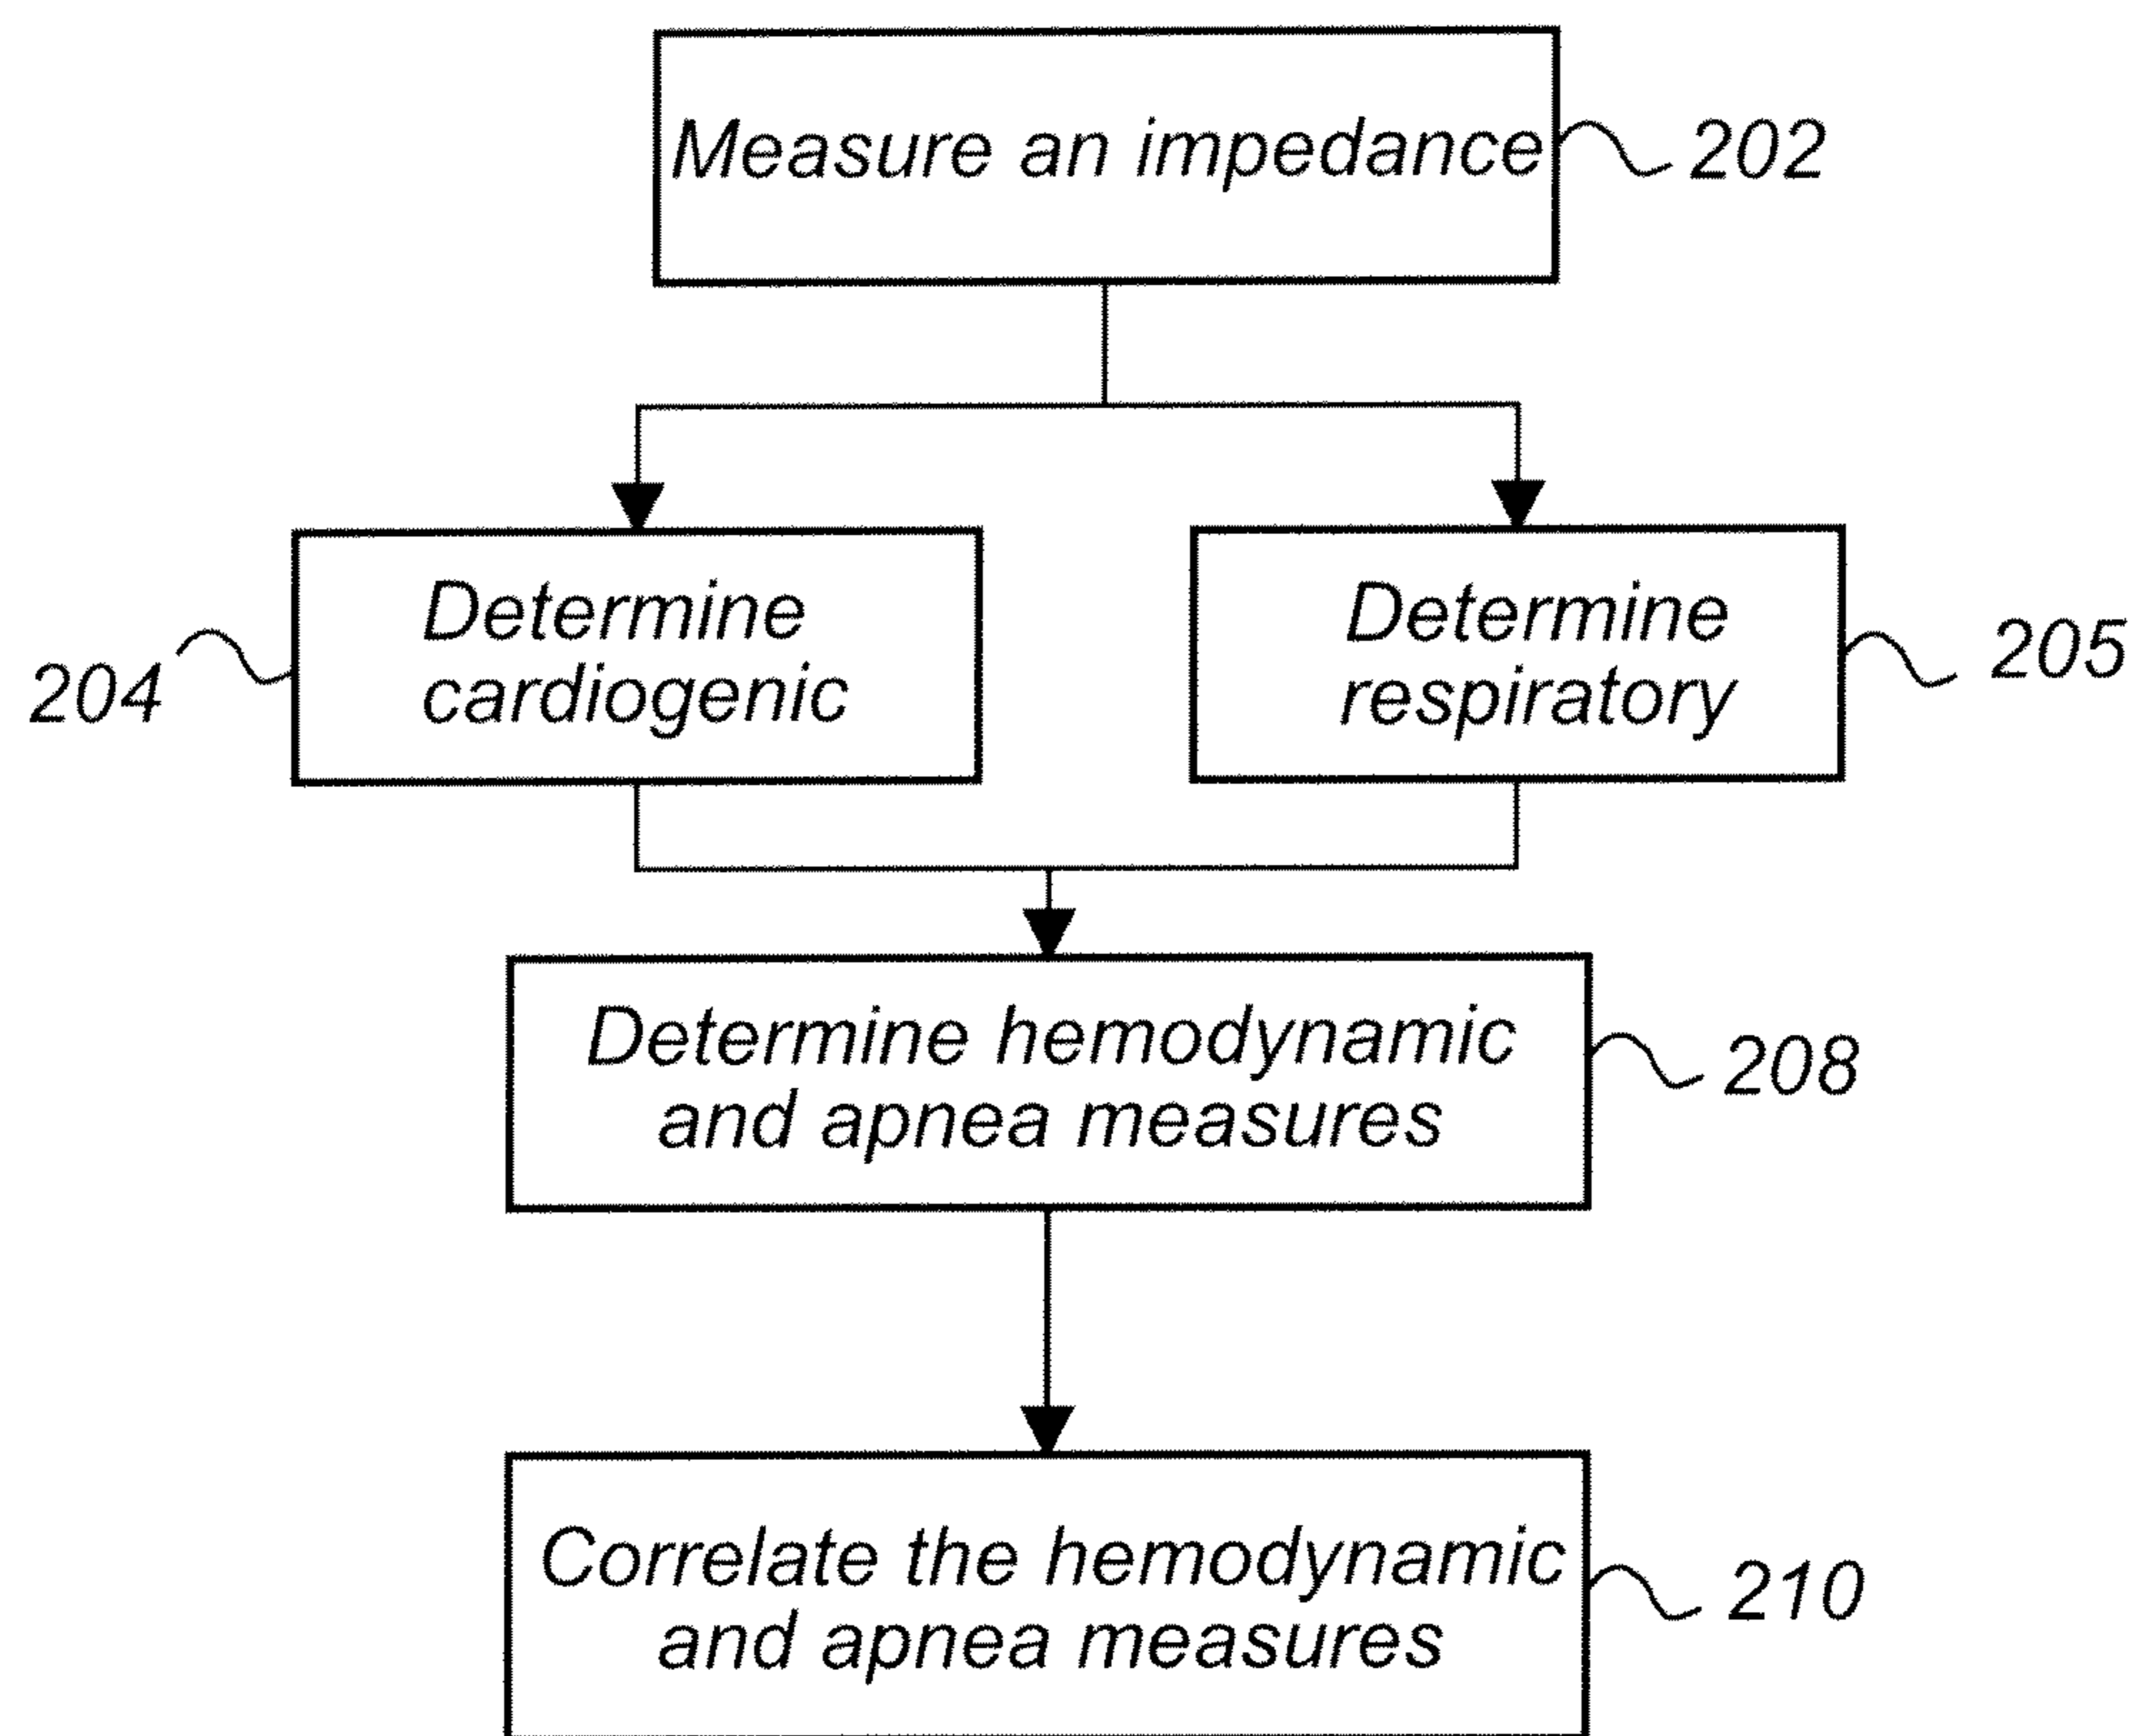 Measure an impedance
202
Determine
cardiogenic
204
Determine
respiratory
205
Determine hemodynamic
and apnea measures
208
Correlate the hemodynamic
and apnea measures
210